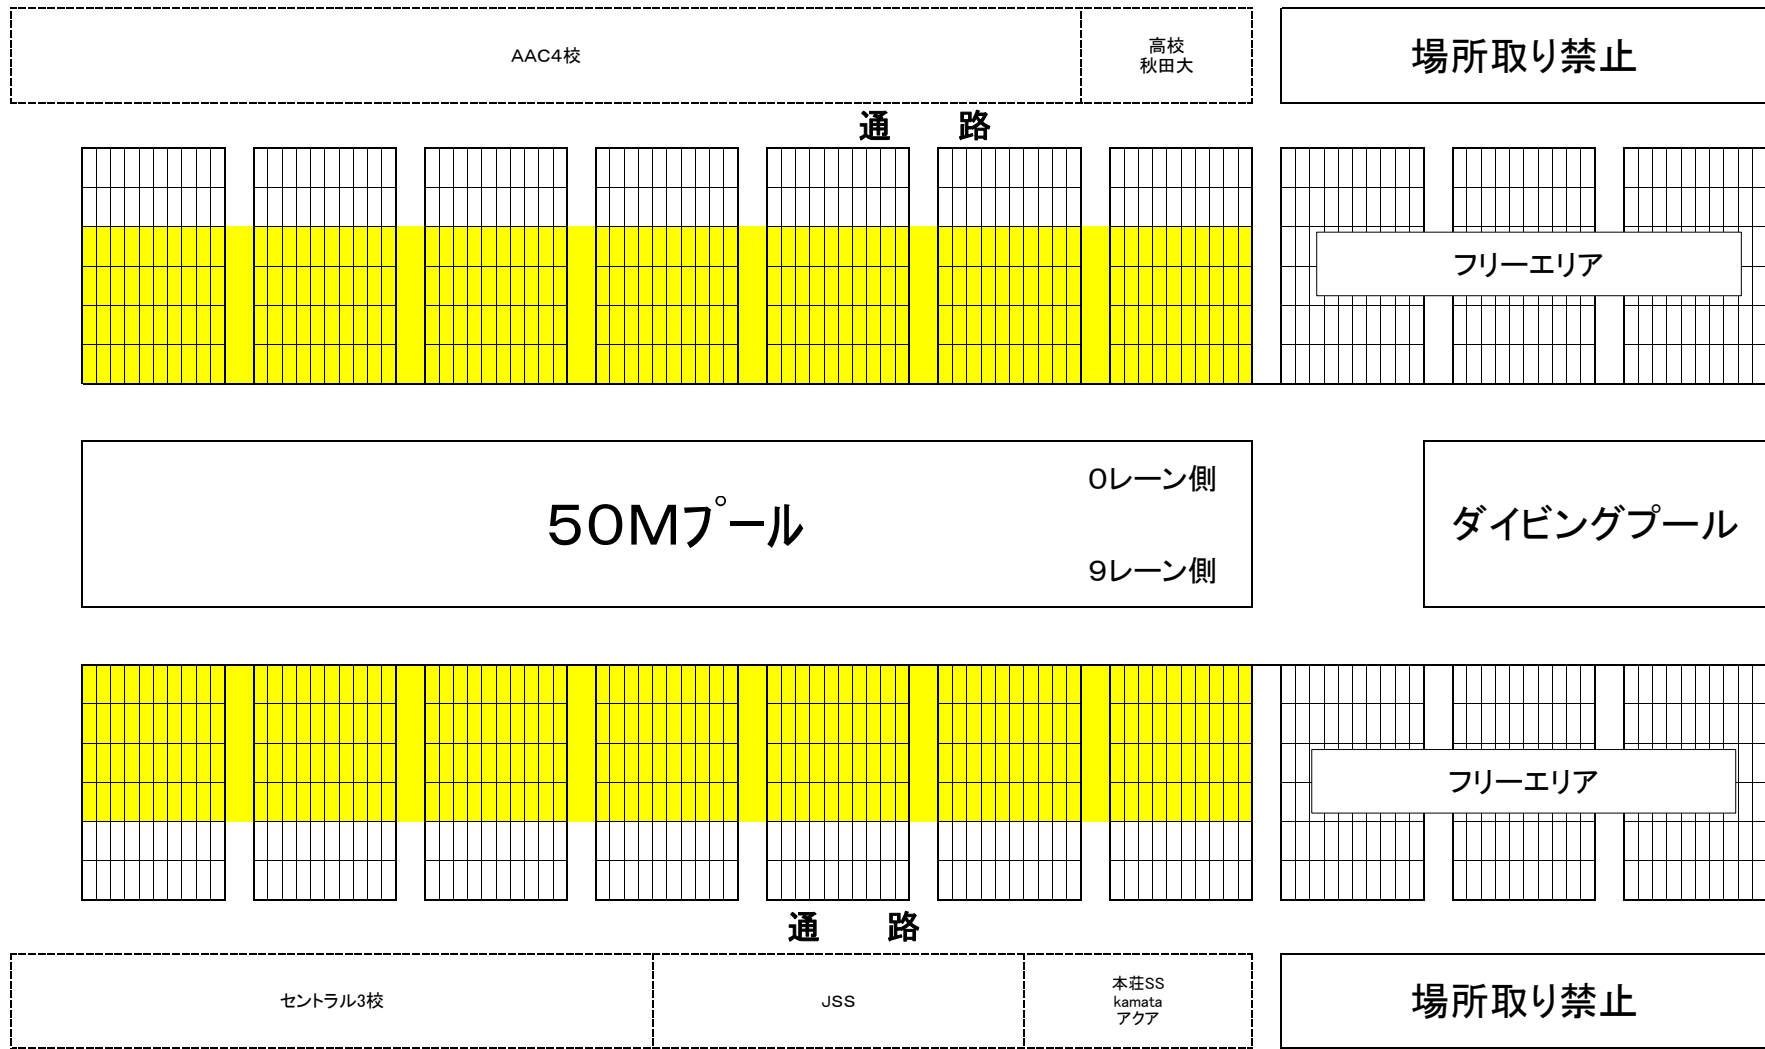 AAC4校
高校
秋田大
場所取り禁止
通　　路
フリーエリア
0レーン側
50Mﾌﾟール
ダイビングプール
9レーン側
フリーエリア
通　　路
セントラル3校
JSS
本荘SS
kamata
アクア
場所取り禁止